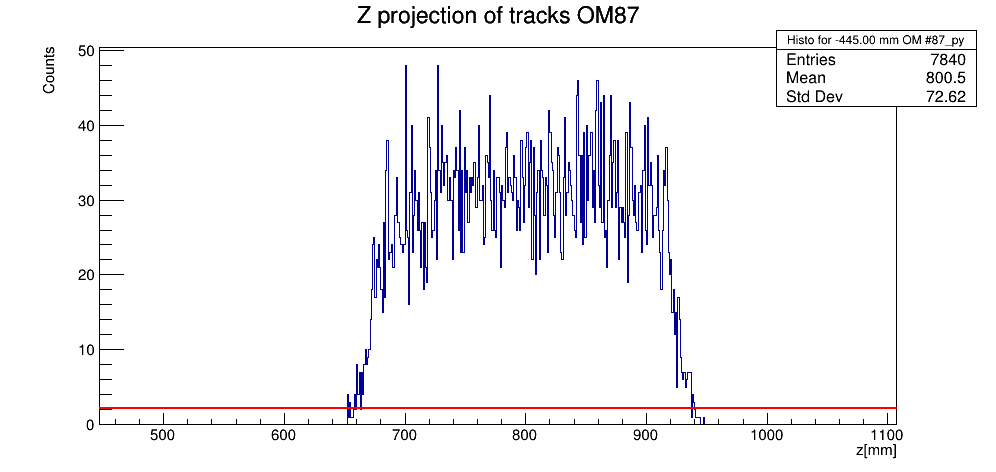 Z projection of tracks OM87
Histo for -445.00 mm OM #87_py
Entries 7840
Mean 800.5
Std Dev 72.62
Counts
50
40
30
20
10
0
500 600 700 800 900 1000 1100
z[mm]